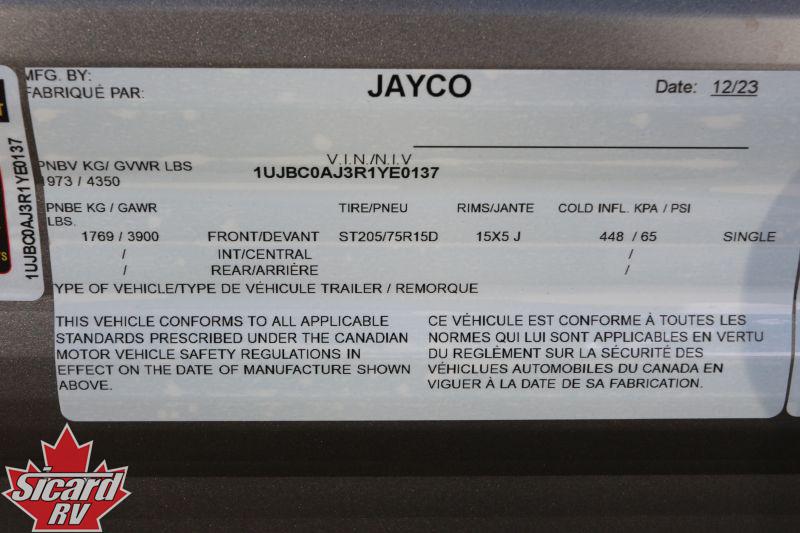 MFG. BY:
FABRIQUÉ PAR:
JAYCO
Date: 12/23
PNBV KG/ GVWR LBS
1973 / 4350
V.I.N./N.I.V
1UJBC0AJ3R1YE0137
PNBE KG / GAWR
LBS.
TIRE/PNEU
RIMS/JANTE
COLD INFL. KPA / PSI
1769 / 3900 FRONT/DEVANT ST205/75R15D 15X5 J 448 / 65 SINGLE
/ INT/CENTRAL /
/ REAR/ARRIÈRE /
TYPE OF VEHICLE/TYPE DE VÉHICULE TRAILER / REMORQUE
THIS VEHICLE CONFORMS TO ALL APPLICABLE
STANDARDS PRESCRIBED UNDER THE CANADIAN
MOTOR VEHICLE SAFETY REGULATIONS IN
EFFECT ON THE DATE OF MANUFACTURE SHOWN
ABOVE.
CE VÉHICULE EST CONFORME À TOUTES LES
NORMES QUI LUI SONT APPLICABLES EN VERTU
DU REGLÉMENT SUR LA SÉCURITÉ DES
VÉHICLUES AUTOMOBILES DU CANADA EN
VIGUER À LA DATE DE SA FABRICATION.
1UJBC0AJ3R1YE0137
Sicard
RV